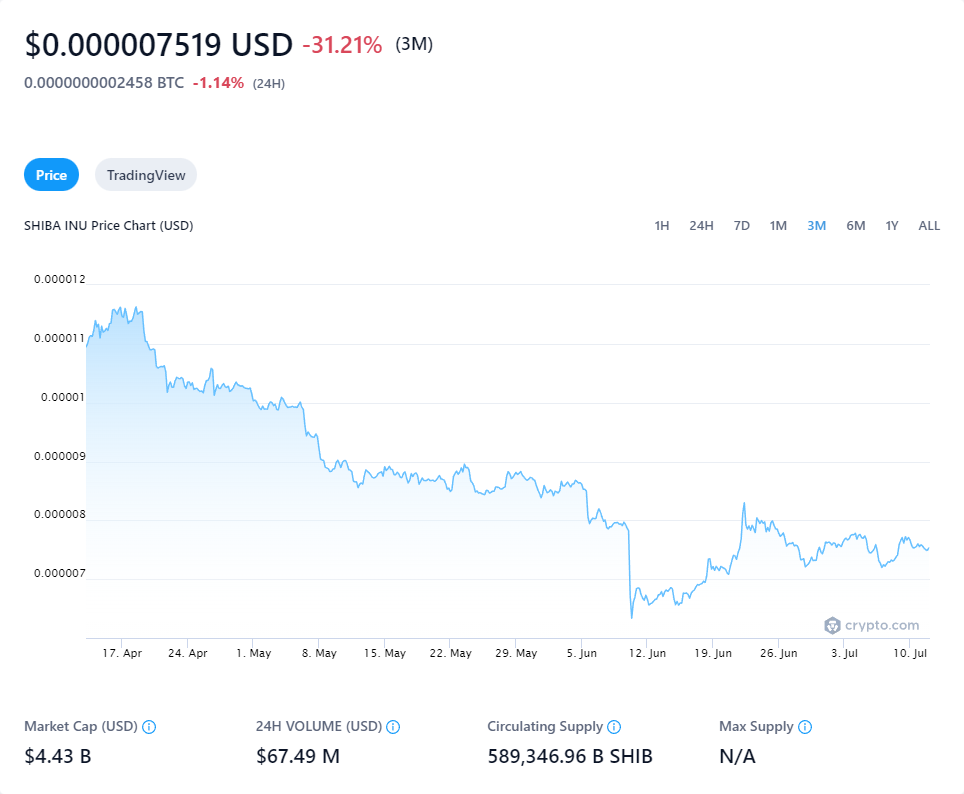 $0.000007519 USD -31.21% (3M)
0.0000000002458 BTC -1.14% (24H)
Price TradingView
SHIBA INU Price Chart (USD) 1H 24H 7D 1M 3M 6M 1Y ALL
0.000012
0.000011
0.00001
0.000009
0.000008
0.000007
crypto.com
17. Apr 24. Apr 1. May 8. May 15. May 22. May 29. May 5. Jun 12. Jun 19. Jun 26. Jun 3. Jul 10. Jul
Market Cap (USD) 24H VOLUME (USD) Circulating Supply Max Supply
$4.43 B $67.49 M 589,346.96 B SHIB N/A